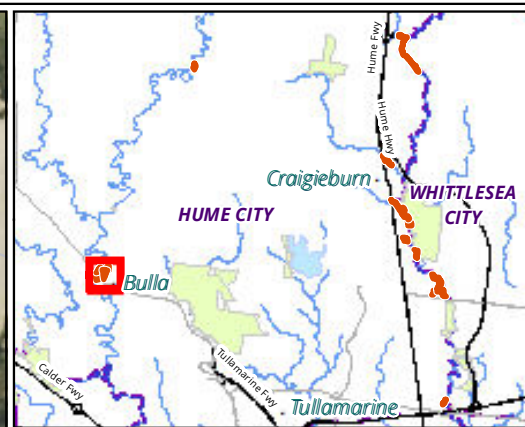 Hume Fwy
Hume Hwy
Craigieburn
WHITTLESEA
CITY
HUME CITY
Bulla
Calder Fwy
Tullamarine Fwy
Tullamarine